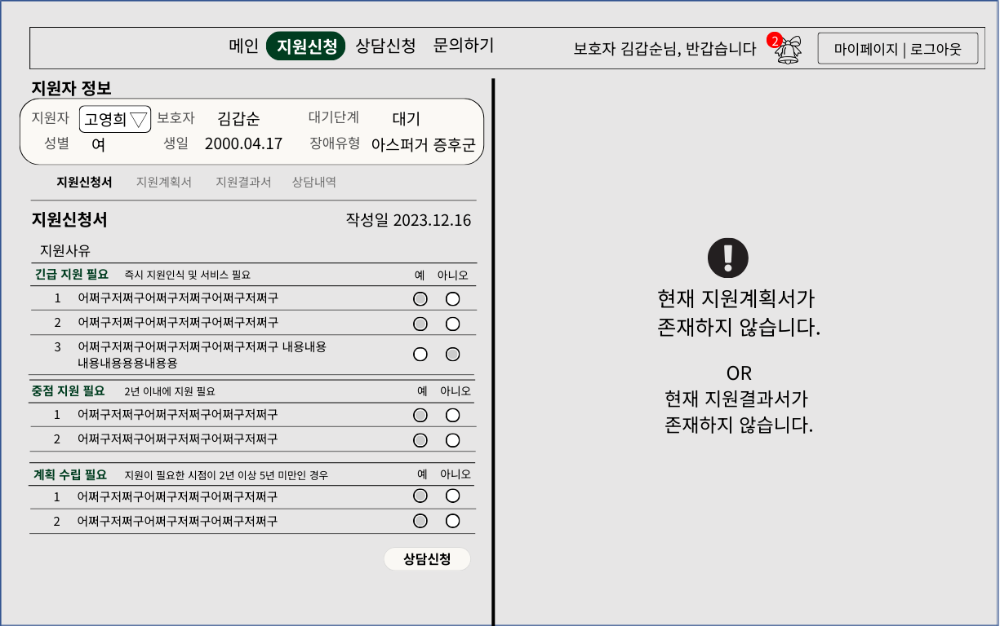 메인 지원신청 상담신청 문의하기 보호자 김갑순님, 반갑습니다 2 마이페이지 | 로그아웃
지원자 정보
지원자 고영희 보호자 김갑순 대기단계 대기
성별 여 생일 2000.04.17 장애유형 아스퍼거 증후군
지원신청서 지원계획서 지원결과서 상담내역
지원신청서 작성일 2023.12.16
지원사유
긴급 지원 필요 즉시 지원인식 및 서비스 필요 예 아니오
1 어쩌구저쩌구어쩌구저쩌구어쩌구저쩌구
2 어쩌구저쩌구어쩌구저쩌구어쩌구저쩌구
3 어쩌구저쩌구어쩌구저쩌구어쩌구저쩌구 내용내용
내용내용용용내용용
중점 지원 필요 2년 이내에 지원 필요 예 아니오
1 어쩌구저쩌구어쩌구저쩌구어쩌구저쩌구
2 어쩌구저쩌구어쩌구저쩌구어쩌구저쩌구
계획 수립 필요 지원이 필요한 시점이 2년 이상 5년 미만인 경우 예 아니오
1 어쩌구저쩌구어쩌구저쩌구어쩌구저쩌구
2 어쩌구저쩌구어쩌구저쩌구어쩌구저쩌구
상담신청
현재 지원계획서가
존재하지 않습니다.
OR
현재 지원결과서가
존재하지 않습니다.